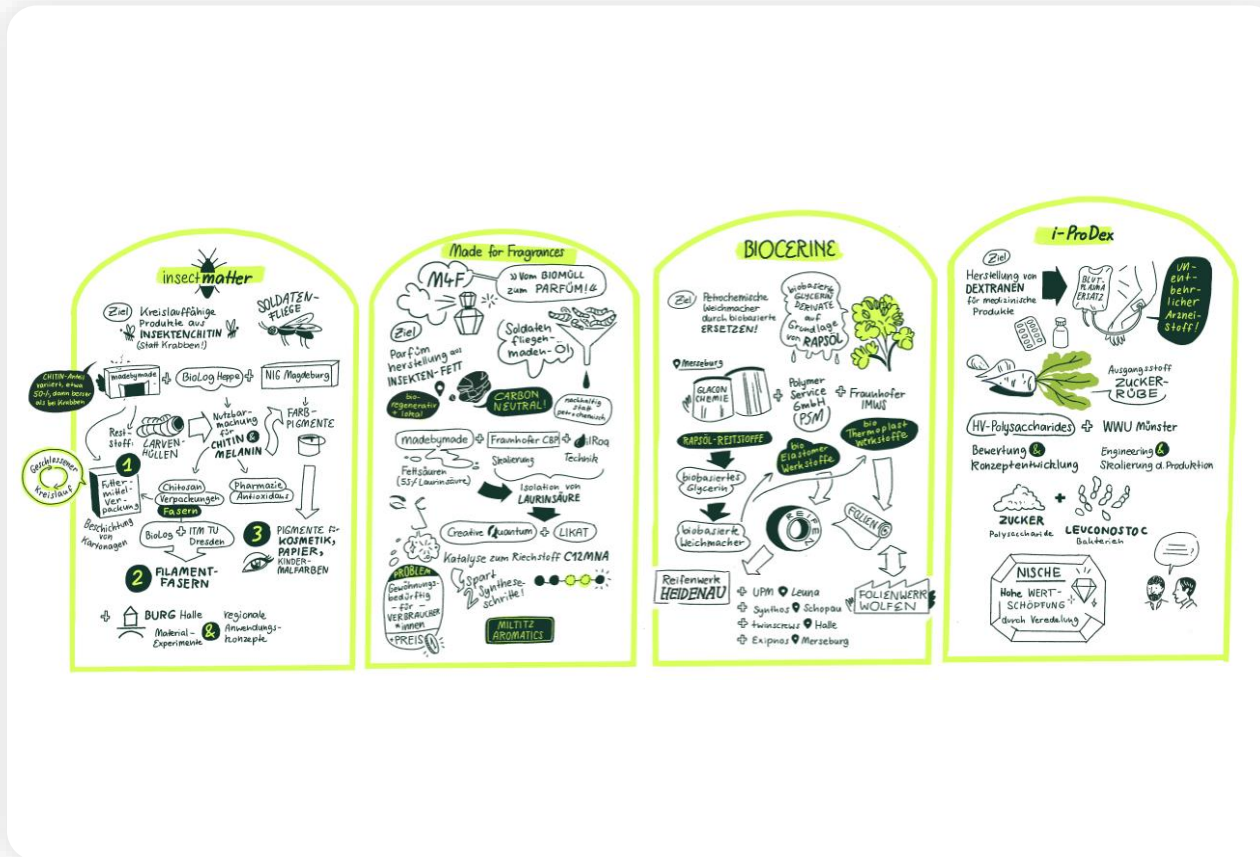 insectmatter
Ziel
Kreislauffähige
Produkte aus
INSEKTENCHITIN
(statt Krabben!)
SOLDATEN-
FLIEGE
CHITIN-Anteil
variiert, etwa
50%, dann besser
als bei Krabben
madebymade
+
BioLog Heppe
+
NIG Magdeburg
Rest-
stoff:
LARVEN-
HÜLLEN
Nutzbar-
machung
für
CHITIN &
MELANIN
FARB-
PIGMENTE
Geschlossener
Kreislauf
1
Futter-
mittel-
ver-
packung
Beschichtung
von
Kartonagen
Chitosan
Verpackungen
Fasern
Pharmazie
Antioxidans
BioLog + ITM TU
Dresden
2
FILAMENT-
FASERN
3
PIGMENTE für
KOSMETIK,
PAPIER,
KINDER-
MALFARBEN
+
BURG Halle
Material-
Experimente
&
regionale
Anwendungs-
konzepte
Made for Fragrances
M4F
» Vom BIOMÜLL
zum PARFÜM! «
Ziel
Parfüm
herstellung aus
INSEKTEN-FETT
Soldaten
fliegen-
maden-Öl
bio-
regenerativ
+ lokal
CARBON
NEUTRAL!
nachhaltig
statt
petrochemisch
madebymade + Fraunhofer CBP + ilRoq
Skalierung
Technik
Fettsäuren
(55% Laurinsäure)
Isolation von
LAURINSÄURE
Creative Quantum + LIKAT
Katalyse zum Riechstoff C12MNA
PROBLEM
Gewöhnungs-
bedürftig
- für -
VERBRAUCHER
*innen
+PREIS
Spart
2 Synthese-
schritte!
MILTITZ
AROMATICS
BIOCERINE
Ziel
Petrochemische
Weichmacher
durch biobasierte
ERSETZEN!
biobasierte
GLYCERIN
DERIVATE
auf
Grundlage
von RAPSÖL
Merseburg
GLACON
CHEMIE
+
Polymer
Service
GmbH
(PSM)
+
Fraunhofer
IMWS
RAPSÖL-RESTSTOFFE
bio
Elastomer
Werkstoffe
bio
Thermoplast
Werkstoffe
biobasiertes
Glycerin
biobasierte
Weichmacher
REIFEN
FOLIEN
Reifenwerk
HEIDENAU
+ UPM Leuna
+ Synthos Schopau
+ twinscrews Halle
+ Exipnos Merseburg
FOLIENWERK
WOLFEN
i-ProDex
Ziel
Herstellung von
DEXTRANEN
für medizinische
Produkte
BLUT-
PLASMA
ERSATZ
UN-
ent-
behr-
licher
Arznei-
stoff!
Ausgangsstoff
ZUCKER-
RÜBE
HV-Polysaccharides + WWU Münster
Bewertung &
Konzeptentwicklung
Engineering &
Skalierung d. Produktion
+
ZUCKER
Polysaccharide
LEUCONOSTOC
Bakterien
NISCHE
Hohe WERT-
SCHÖPFUNG
durch Veredelung